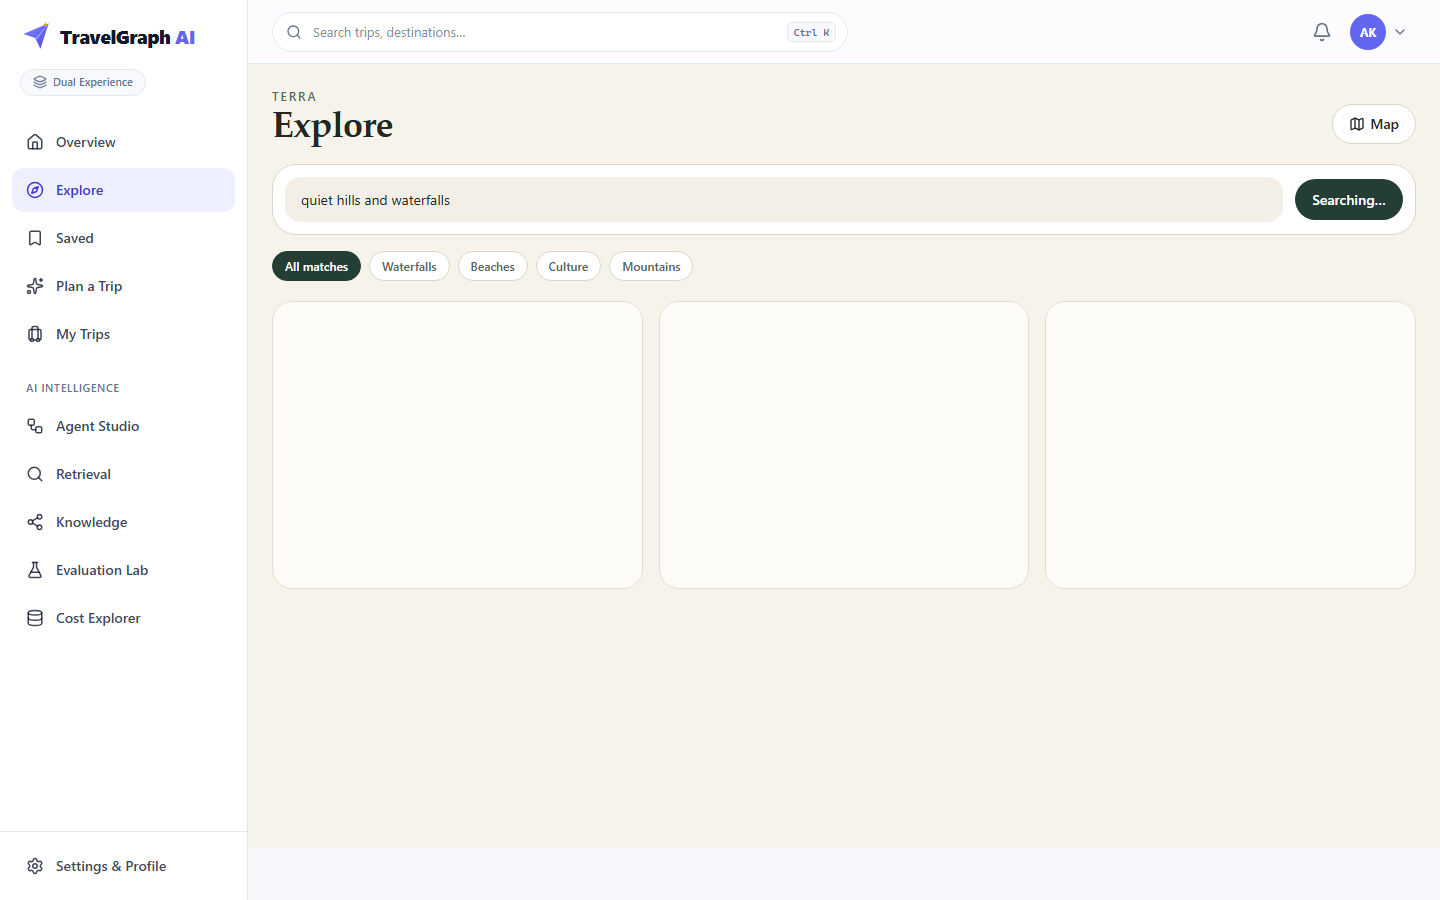 TravelGraph AI
Dual Experience
Overview
Explore
Saved
Plan a Trip
My Trips
AI INTELLIGENCE
Agent Studio
Retrieval
Knowledge
Evaluation Lab
Cost Explorer
Settings & Profile
Search trips, destinations...
Ctrl K
AK
TERRA
Explore
Map
quiet hills and waterfalls
Searching...
All matches
Waterfalls
Beaches
Culture
Mountains